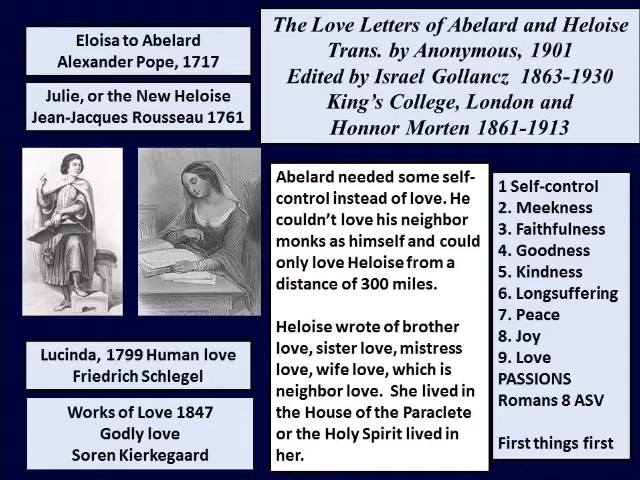 Eloisa to Abelard
Alexander Pope, 1717
Julie, or the New Heloise
Jean-Jacques Rousseau 1761
The Love Letters of Abelard and Heloise
Trans. by Anonymous, 1901
Edited by Israel Gollancz 1863-1930
King's College, London and
Honnor Morten 1861-1913
Abelard needed some self-
control instead of love. He
couldn't love his neighbor
monks as himself and could
only love Heloise from a
distance of 300 miles.
Heloise wrote of brother
love, sister love, mistress
love, wife love, which is
neighbor love. She lived in
the House of the Paraclete
or the Holy Spirit lived in
her.
1 Self-control
2. Meekness
3. Faithfulness
4. Goodness
5. Kindness
6. Longsuffering
7. Peace
8. Joy
9. Love
PASSIONS
Romans 8 ASV
First things first
Lucinda, 1799 Human love
Friedrich Schlegel
Works of Love 1847
Godly love
Soren Kierkegaard